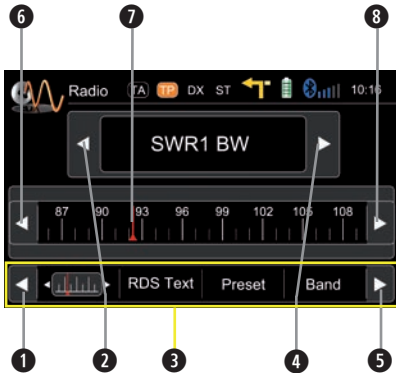 6 7 8
Radio TA TP DX ST 10:16
SWR1 BW
87 90 93 96 99 102 105 108
RDS Text Preset Band
1 2 3 4 5